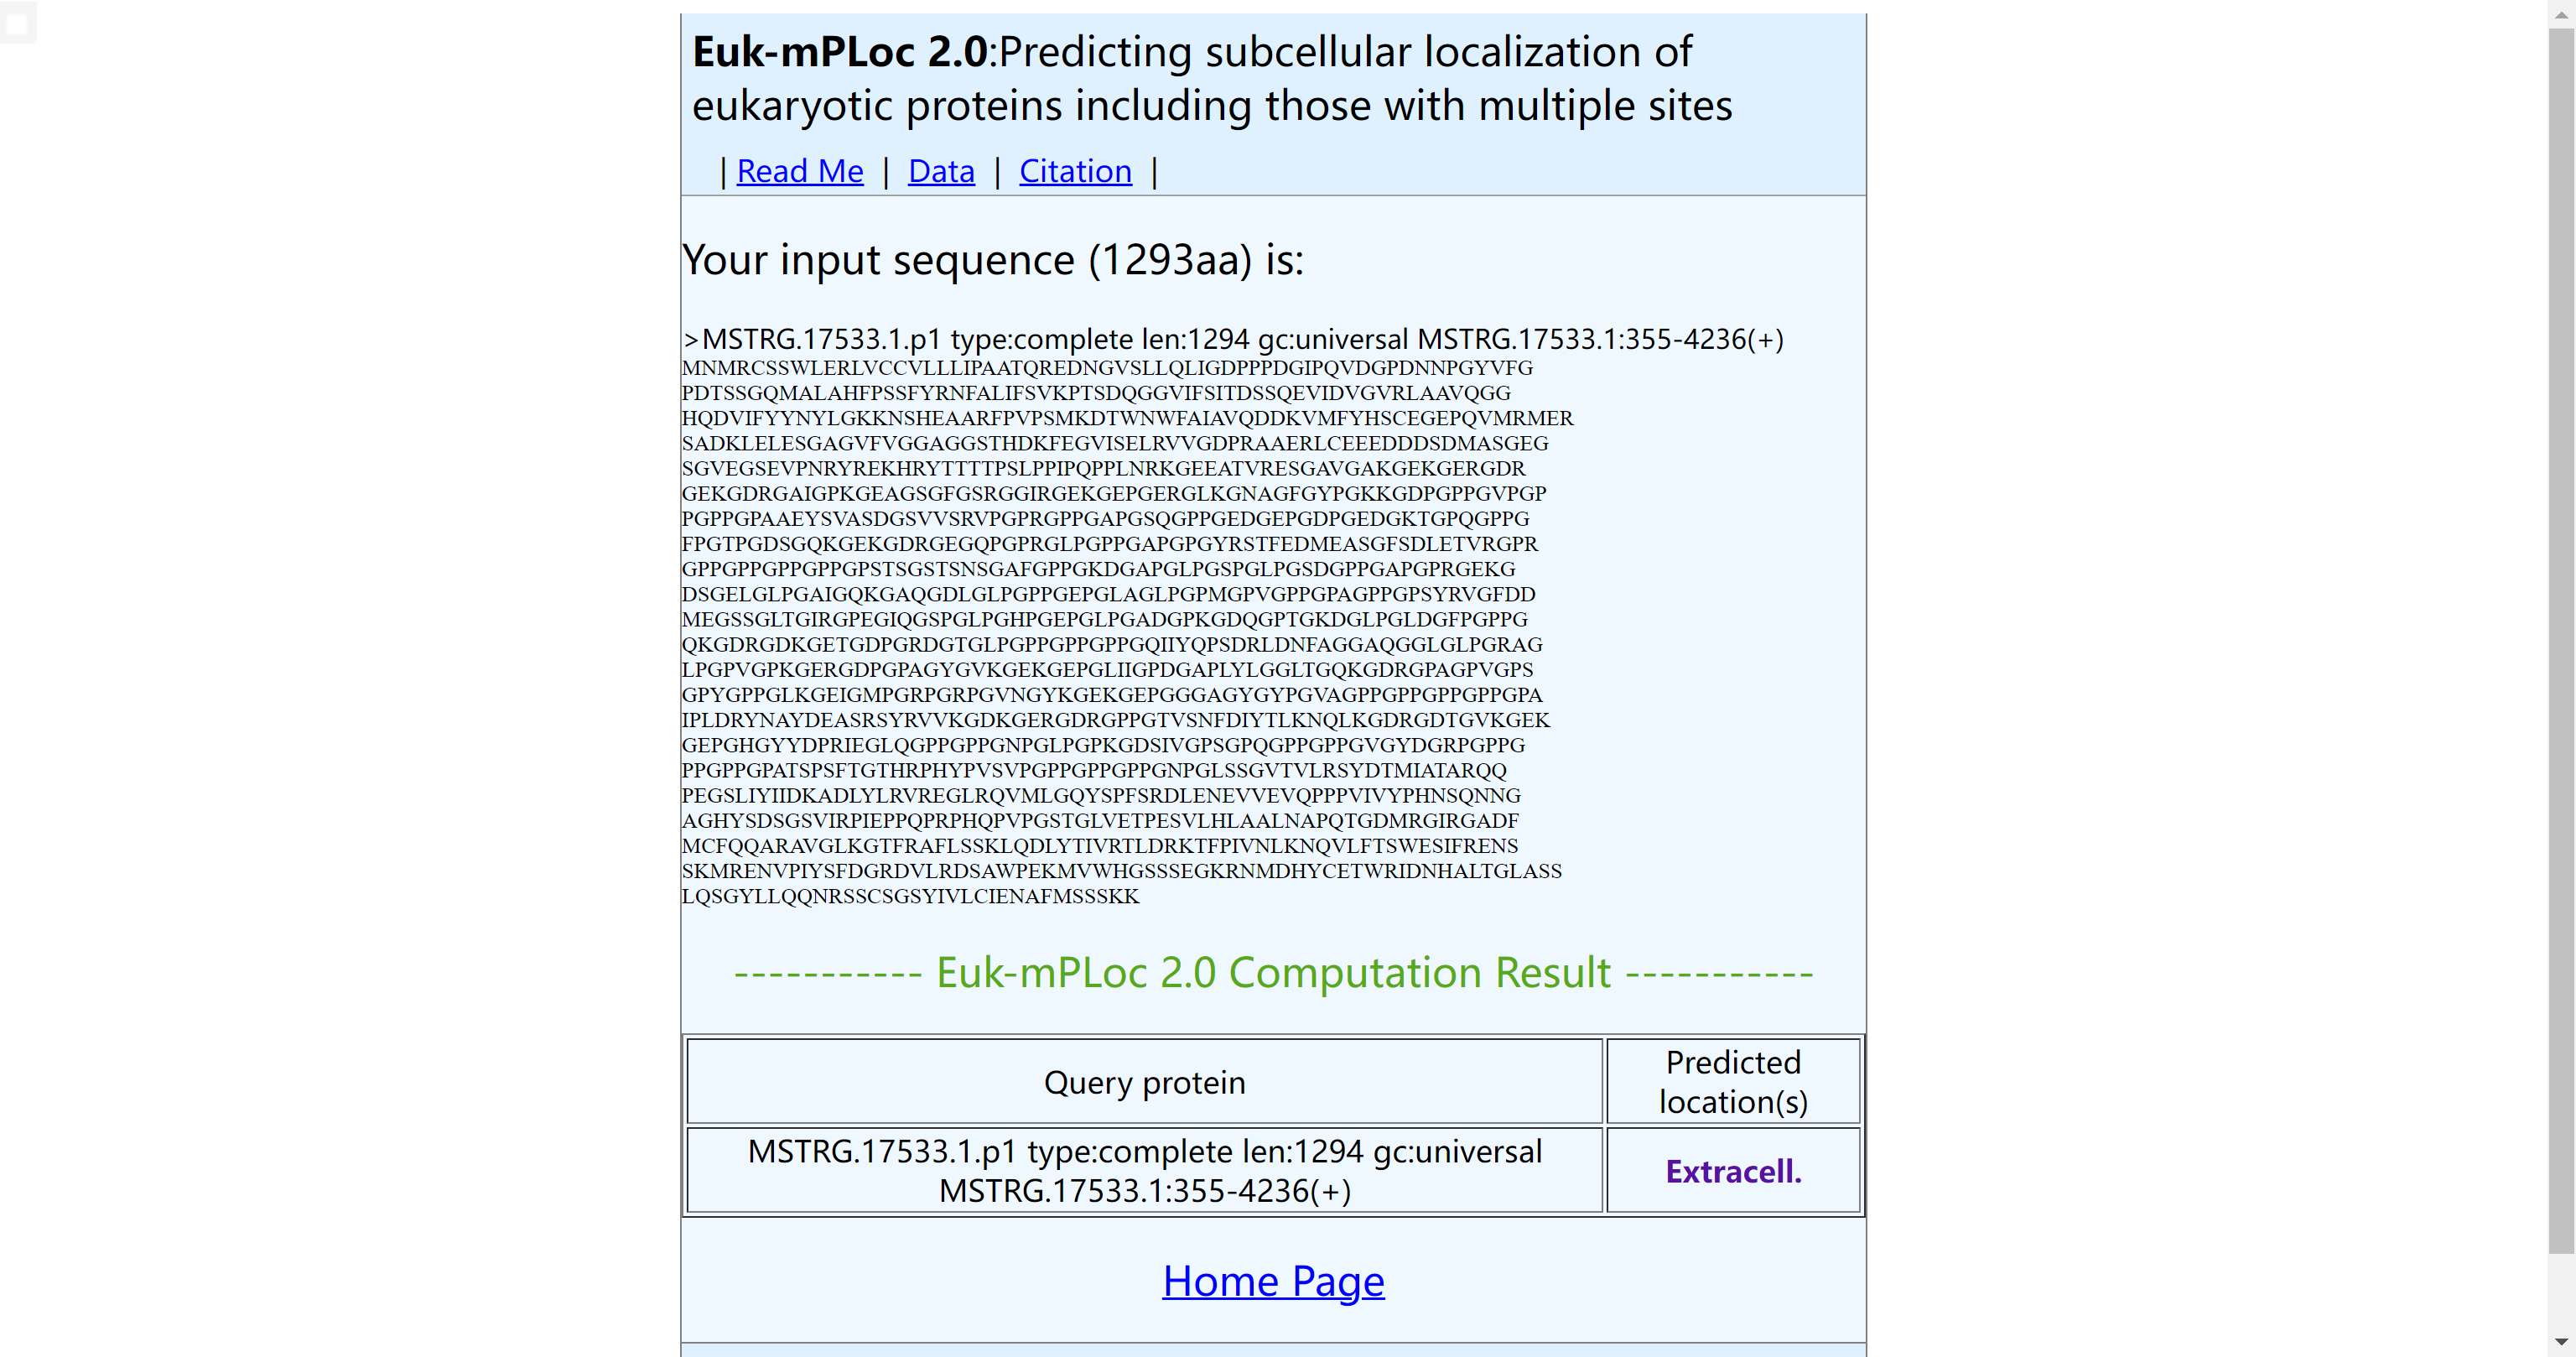 Euk-mPLoc 2.0:Predicting subcellular localization of
eukaryotic proteins including those with multiple sites
| Read Me | Data | Citation |
Your input sequence (1293aa) is:
>MSTRG.17533.1.p1 type:complete len:1294 gc:universal MSTRG.17533.1:355-4236(+)
MNMRCSSWLERLVCCVLLLIPAATQREDNGVSLLQLIGDPPPDGIPQVDGPDNNPGYVFG
PDTSSGQMALAHFPSSFYRNFALIFSVKPTSDQGGVIFSITDSSQEVIDVGVRLAAVQGG
HQDVIFYYNYLGKKNSHEAARFPVPSMKDTWNWFAIAVQDDKVMFYHSCEGEPQVMRMER
SADKLELESGAGVFVGGAGGSTHDKFEGVISELRVVGDPRAAERLCEEEDDDSDMASGEG
SGVEGSEVPNRYREKHRYTTTTPSLPPIPQPPLNRKGEEATVRESGAVGAKGEKGERGDR
GEKGDRGAIGPKGEAGSGFGSRGGIRGEKGEPGERGLKGNAGFGYPGKKGDPGPPGVPGP
PGPPGPAAEYSVASDGSVVSRVPGPRGPPGAPGSQGPPGEDGEPGDPGEDGKTGPQGPPG
FPGTPGDSGQKGEKGDRGEGQPGPRGLPGPPGAPGPGYRSTFEDMEASGFSDLETVRGPR
GPPGPPGPPGPPGPSTSGSTSNSGAFGPPGKDGAPGLPGSPGLPGSDGPPGAPGPRGEKG
DSGELGLPGAIGQKGAQGDLGLPGPPGEPGLAGLPGPMGPVGPPGPAGPPGPSYRVGFDD
MEGSSGLTGIRGPEGIQGSPGLPGHPGEPGLPGADGPKGDQGPTGKDGLPGLDGFPGPPG
QKGDRGDKGETGDPGRDGTGLPGPPGPPGPPGQIIYQPSDRLDNFAGGAQGGLGLPGRAG
LPGPVGPKGERGDPGPAGYGVKGEKGEPGLIIGPDGAPLYLGGLTGQKGDRGPAGPVGPS
GPYGPPGLKGEIGMPGRPGRPGVNGYKGEKGEPGGGAGYGYPGVAGPPGPPGPPGPPGPA
IPLDRYNAYDEASRSYRVVKGDKGERGDRGPPGTVSNFDIYTLKNQLKGDRGDTGVKGEK
GEPGHGYYDPRIEGLQGPPGPPGNPGLPGPKGDSIVGPSGPQGPPGPPGVGYDGRPGPPG
PPGPPGPATSPSFTGTHRPHYPVSVPGPPGPPGPPGNPGLSSGVTVLRSYDTMIATARQQ
PEGSLIYIIDKADLYLRVREGLRQVMLGQYSPFSRDLENEVVEVQPPPVIVYPHNSQNNG
AGHYSDSGSVIRPIEPPQPRPHQPVPGSTGLVETPESVLHLAALNAPQTGDMRGIRGADF
MCFQQARAVGLKGTFRAFLSSKLQDLYTIVRTLDRKTFPIVNLKNQVLFTSWESIFRENS
SKMRENVPIYSFDGRDVLRDSAWPEKMVWHGSSSEGKRNMDHYCETWRIDNHALTGLASS
LQSGYLLQQNRSSCSGSYIVLCIENAFMSSSKK
----------- Euk-mPLoc 2.0 Computation Result -----------
Query protein
Predicted
location(s)
MSTRG.17533.1.p1 type:complete len:1294 gc:universal
MSTRG.17533.1:355-4236(+)
Extracell.
Home Page